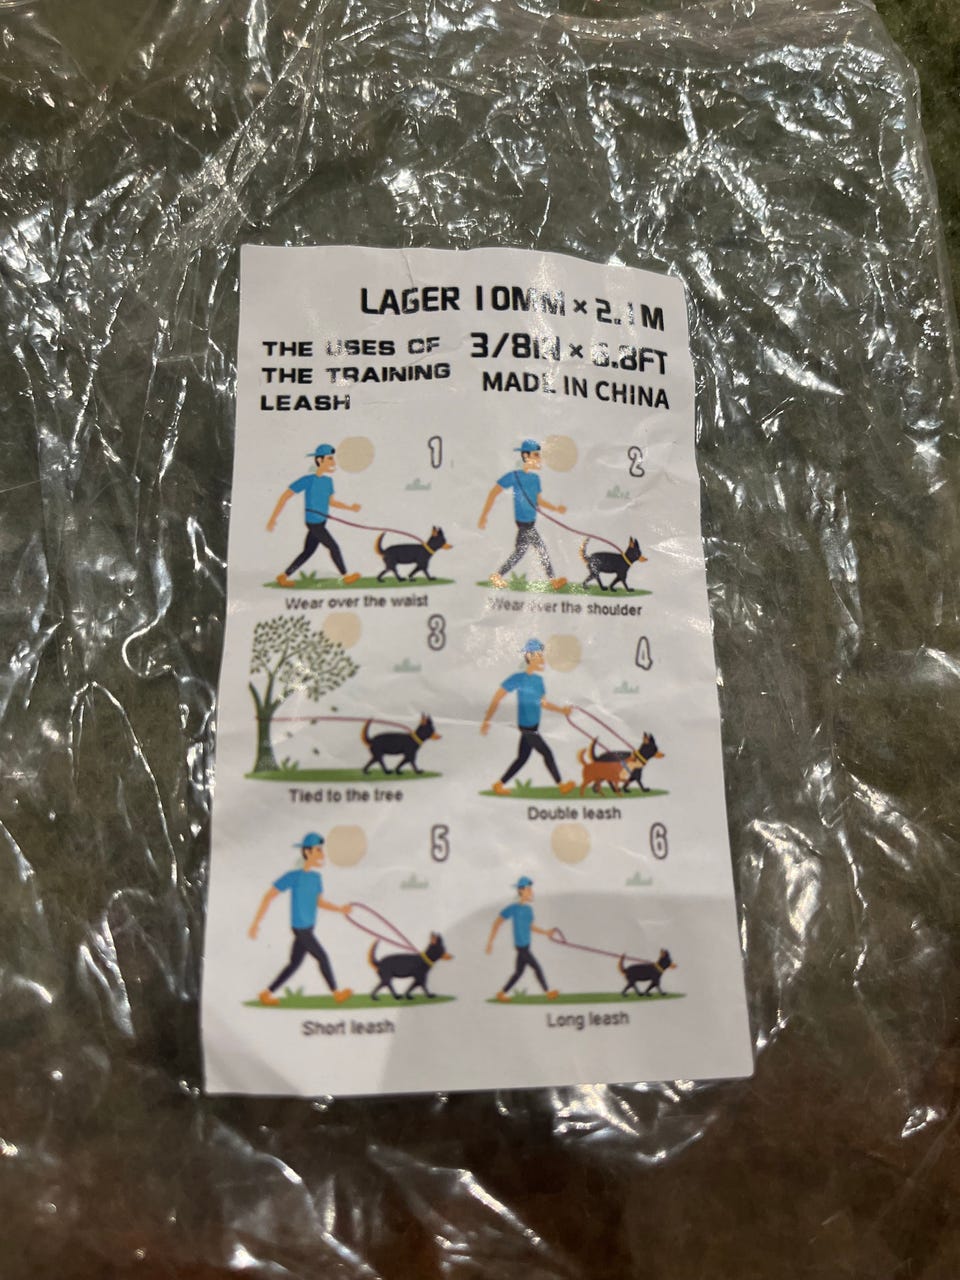 LAGER 10MM × 2.1M
3/8IN × 6.8FT
MADE IN CHINA
THE USES OF
THE TRAINING
LEASH
1
Wear over the waist
2
Wear over the shoulder
3
Tied to the tree
4
Double leash
5
Short leash
6
Long leash